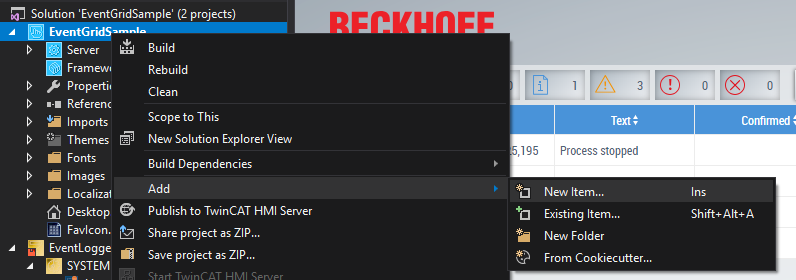 Solution 'EventGridSample' (2 projects)
EventGridSample
Server
Framew
Properti
Referenc
Imports
Themes
Fonts
Images
Localizat
Desktop
FavIcon.
EventLogge
SYSTEM
Build
Rebuild
Clean
Scope to This
New Solution Explorer View
Build Dependencies
Add
Publish to TwinCAT HMI Server
Share project as ZIP...
Save project as ZIP...
Start TwinCAT HMI Server
New Item... Ins
Existing Item... Shift+Alt+A
New Folder
From Cookiecutter...
BECKHOFF
0 1 3 0 0
Text Confirmed
5,195 Process stopped